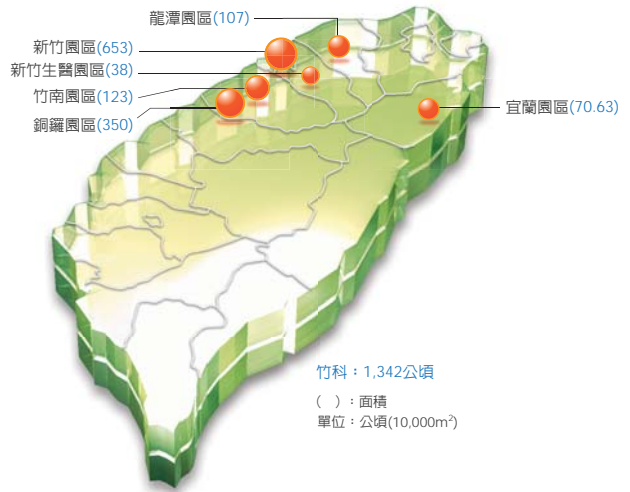 龍潭園區(107)
新竹園區(653)
新竹生醫園區(38)
竹南園區(123)
銅鑼園區(350)
宜蘭園區(70.63)
竹科：1,342公頃
(　)：面積
單位：公頃(10,000m²)